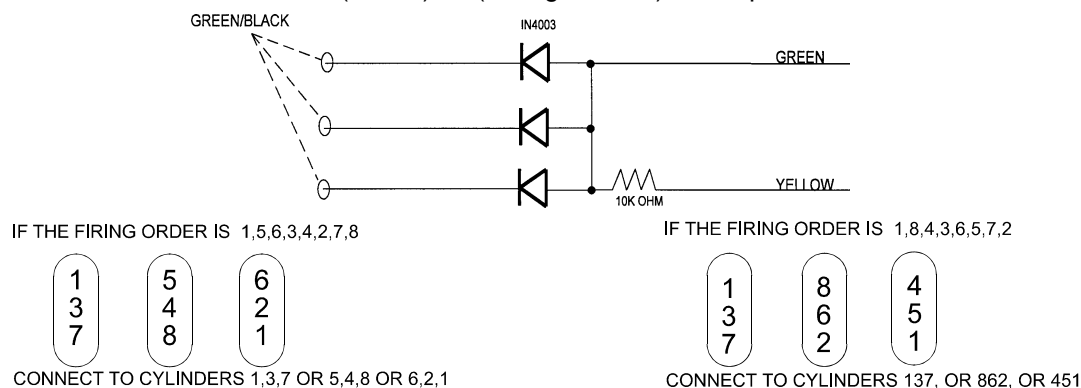 GREEN/BLACK
IN4003
GREEN
YELLOW
10K OHM
IF THE FIRING ORDER IS 1,5,6,3,4,2,7,8
1 5 6
3 4 2
7 8 1
CONNECT TO CYLINDERS 1,3,7 OR 5,4,8 OR 6,2,1
IF THE FIRING ORDER IS 1,8,4,3,6,5,7,2
1 8 4
3 6 5
7 2 1
CONNECT TO CYLINDERS 137, OR 862, OR 451